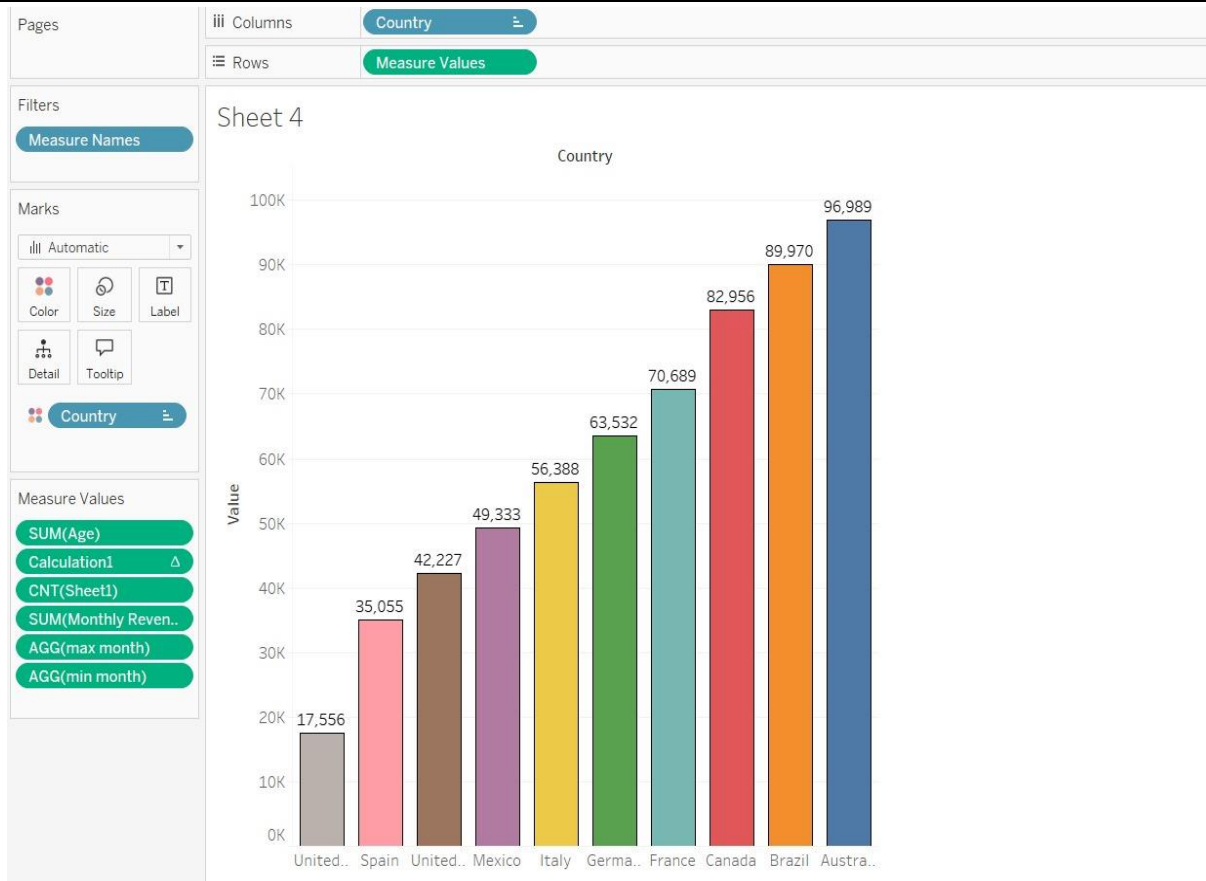 Pages
Columns
Country
Rows
Measure Values
Filters
Measure Names
Marks
Automatic
Color
Size
T
Label
Detail
Tooltip
Country
Measure Values
SUM(Age)
Calculation1 Δ
CNT(Sheet1)
SUM(Monthly Reven..
AGG(max month)
AGG(min month)
Sheet 4
Country
Value
100K
90K
80K
70K
60K
50K
40K
30K
20K
10K
0K
17,556
35,055
42,227
49,333
56,388
63,532
70,689
82,956
89,970
96,989
United.. Spain United.. Mexico Italy Germa.. France Canada Brazil Austra..